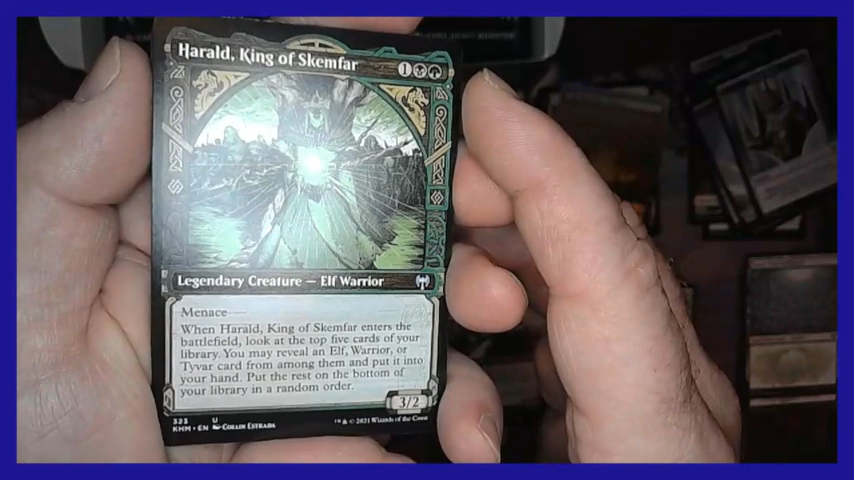 Harald, King of Skemfar 1
Legendary Creature — Elf Warrior
Menace
When Harald, King of Skemfar enters the
battlefield, look at the top five cards of your
library. You may reveal an Elf, Warrior, or
Tyvar card from among them and put it into
your hand. Put the rest on the bottom of
your library in a random order.
3/2
323 U
KHM • EN Collin Estrada
™ & © 2021 Wizards of the Coast